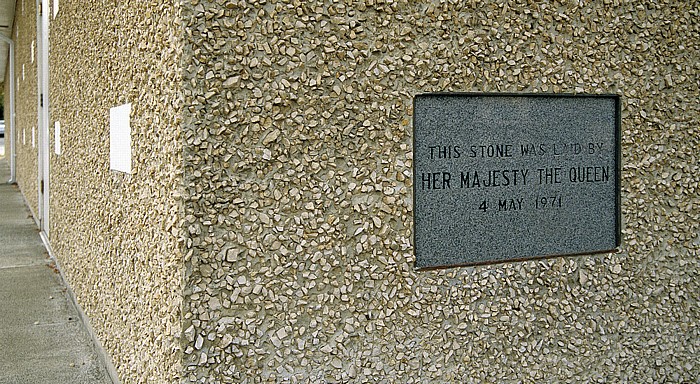 THIS STONE WAS LAID BY
HER MAJESTY THE QUEEN
4 MAY 1971